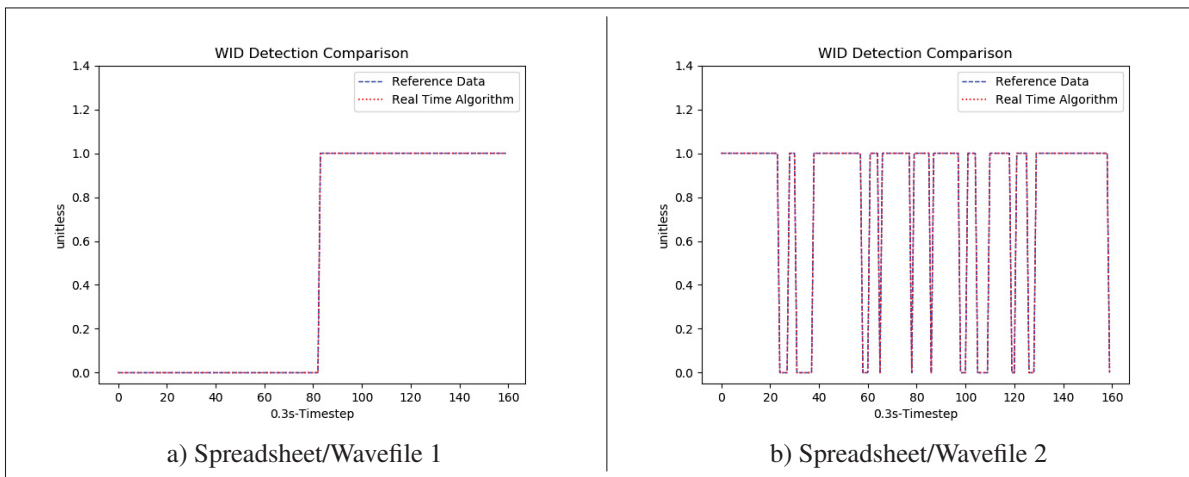 WID Detection Comparison
1.4
1.2
1.0
0.8
0.6
0.4
0.2
0.0
unitless
Reference Data
Real Time Algorithm
0 20 40 60 80 100 120 140 160
0.3s-Timestep
a) Spreadsheet/Wavefile 1
WID Detection Comparison
1.4
1.2
1.0
0.8
0.6
0.4
0.2
0.0
unitless
Reference Data
Real Time Algorithm
0 20 40 60 80 100 120 140 160
0.3s-Timestep
b) Spreadsheet/Wavefile 2